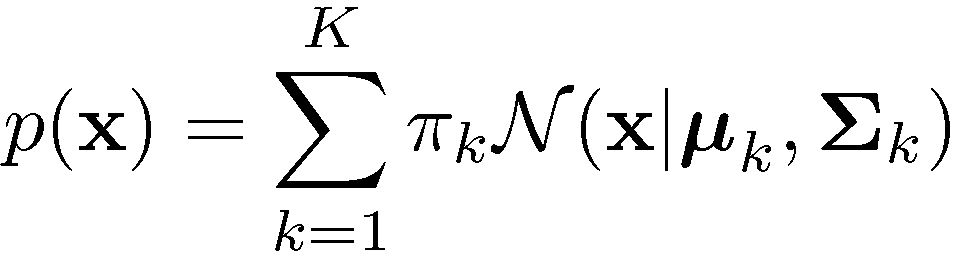 p(𝐱) = ∑_{k=1}^{K} π_k 𝒩(𝐱|𝝁_k, 𝚺_k)